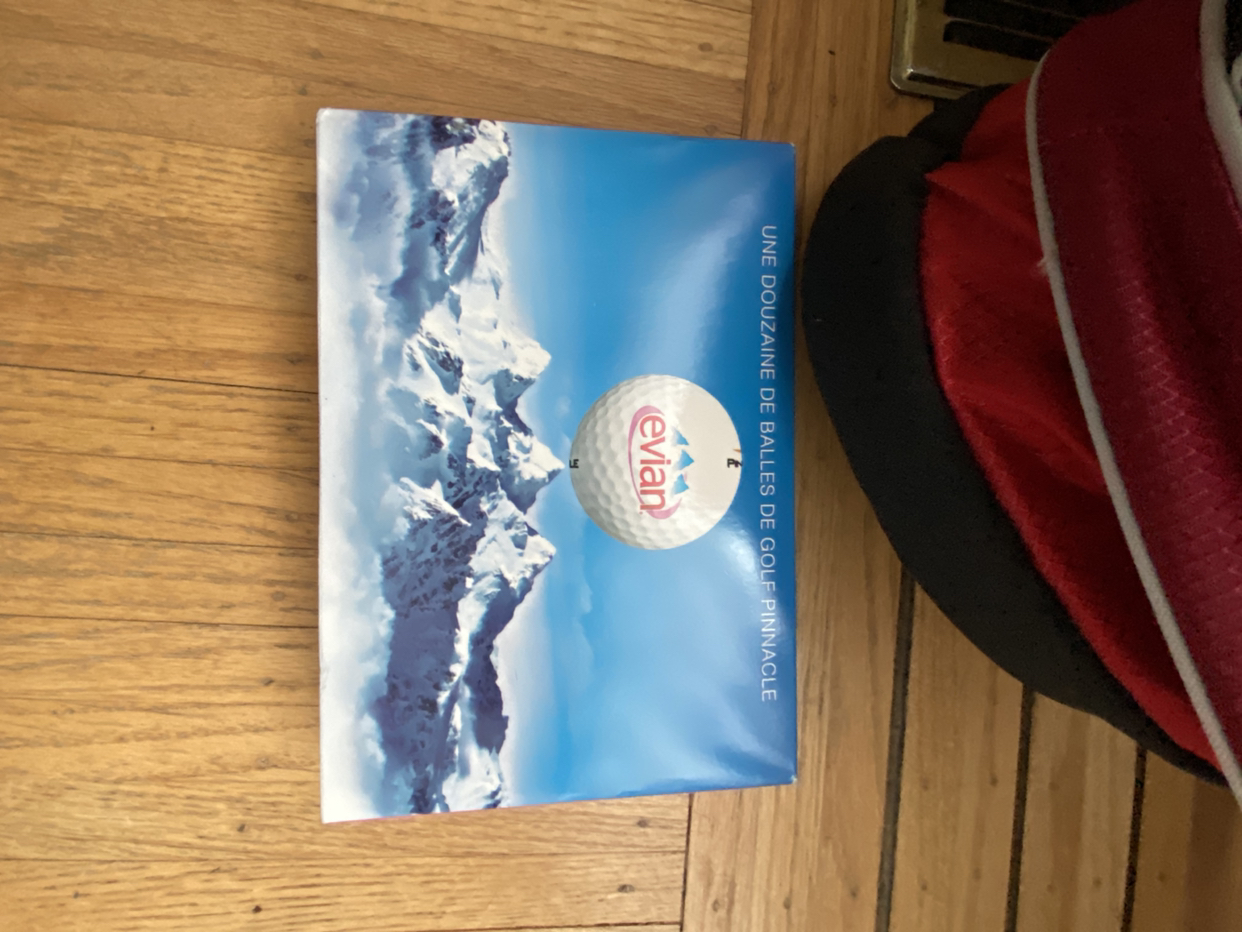 UNE DOUZAINE DE BALLES DE GOLF PINNACLE
evian